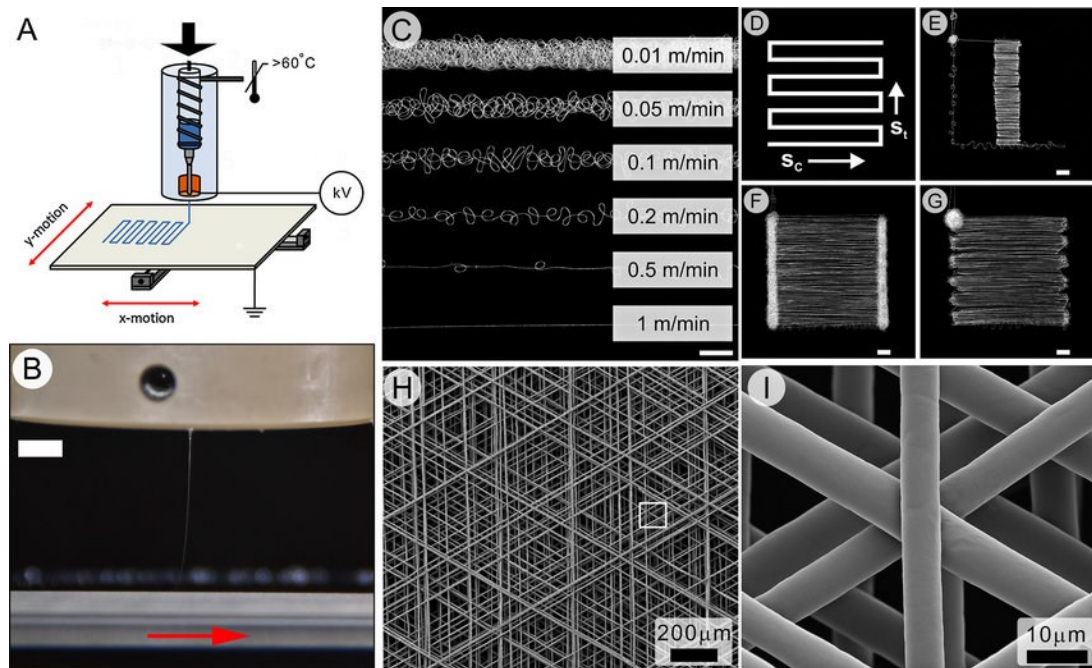 A
>60°C
kV
y-motion
x-motion
B
C
0.01 m/min
0.05 m/min
0.1 m/min
0.2 m/min
0.5 m/min
1 m/min
D
St
Sc
E
F
G
H
200μm
I
10μm